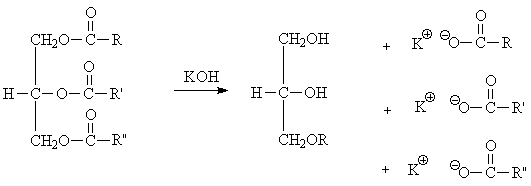 O
CH₂O—C—R
O
H—C—O—C—R'
O
CH₂O—C—R"
KOH
CH₂OH
H—C—OH
CH₂OR
O
+ K⊕ ⊖O—C—R
O
+ K⊕ ⊖O—C—R'
O
+ K⊕ ⊖O—C—R"